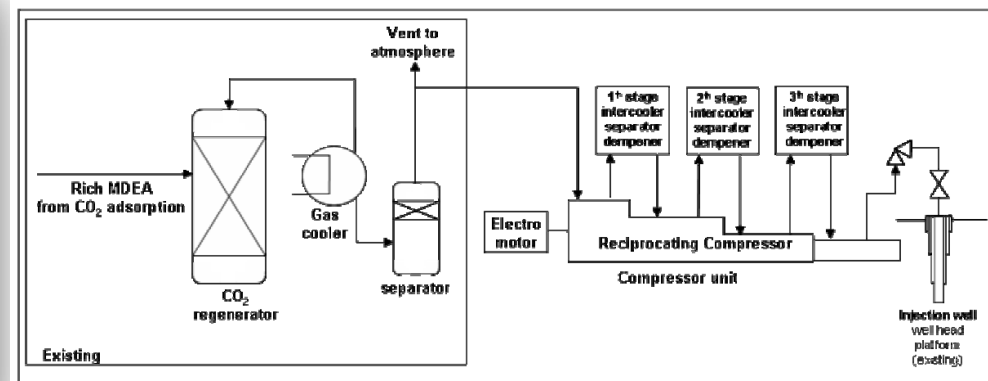 Vent to
atmosphere
1ᵗʰ stage
intercooler
separator
dempener
2ᵗʰ stage
intercooler
separator
dempener
3ᵗʰ stage
intercooler
separator
dempener
Rich MDEA
from CO₂ adsorption
Gas
cooler
Electro
motor
Reciprocating Compressor
Compressor unit
separator
CO₂
regenerator
Injection well
well head
platform
(existing)
Existing